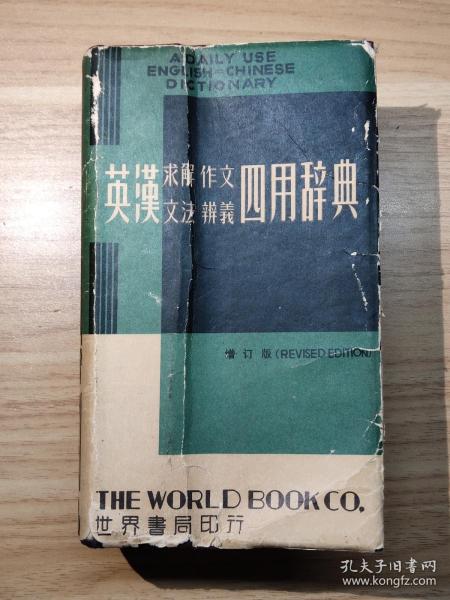 A DAILY USE
ENGLISH-CHINESE
DICTIONARY
英漢求解作文四用辞典
文法辨義
增订版(REVISED EDITION)
THE WORLD BOOK CO.
世界書局印行
孔夫子旧书网
www.kongfz.com